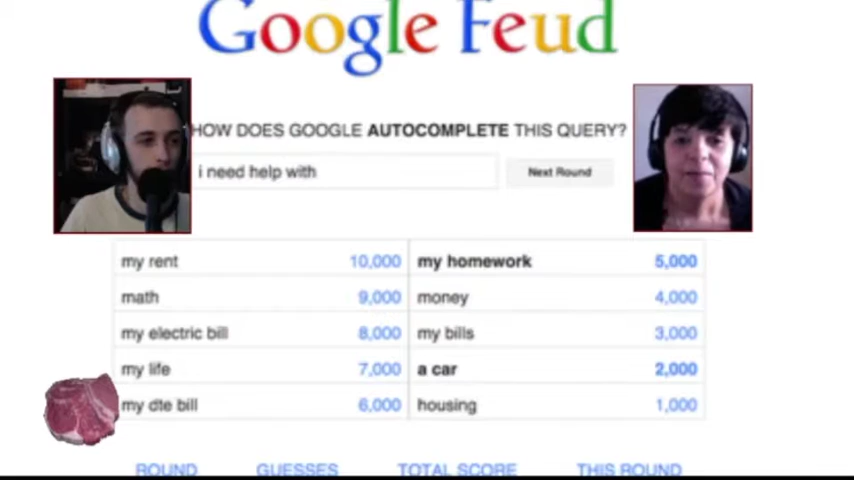 Google Feud
HOW DOES GOOGLE AUTOCOMPLETE THIS QUERY?
i need help with
Next Round
my rent 10,000 my homework 5,000
math 9,000 money 4,000
my electric bill 8,000 my bills 3,000
my life 7,000 a car 2,000
my dte bill 6,000 housing 1,000
ROUND GUESSES TOTAL SCORE THIS ROUND